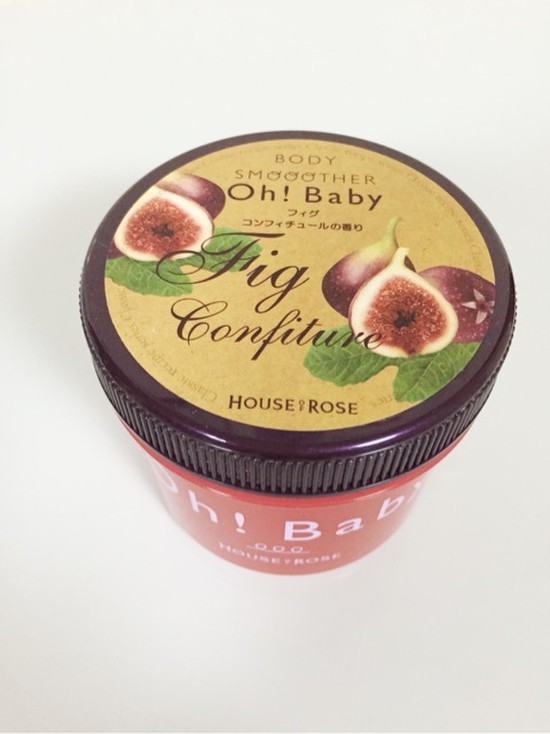 BODY
SMOOOTHER
Oh! Baby
フィグ
コンフィチュールの香り
Fig
Confiture
HOUSE OF ROSE
Oh! Baby
HOUSE OF ROSE